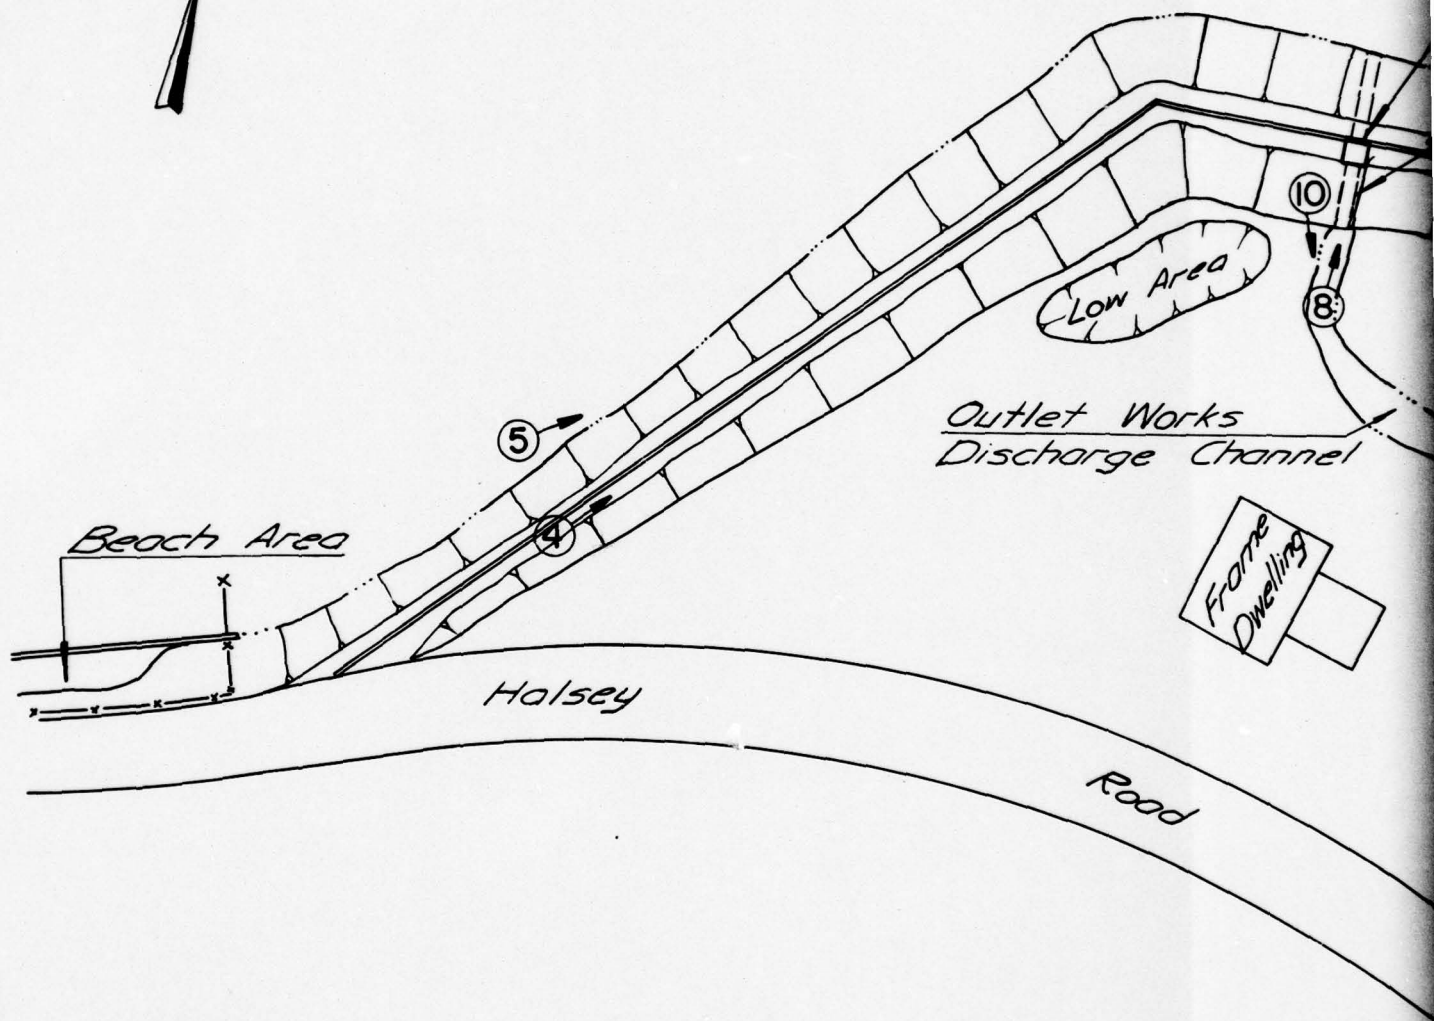 10
Low Area
8
Outlet Works
Discharge Channel
5
4
Beach Area
Frame
Dwelling
Halsey
Road